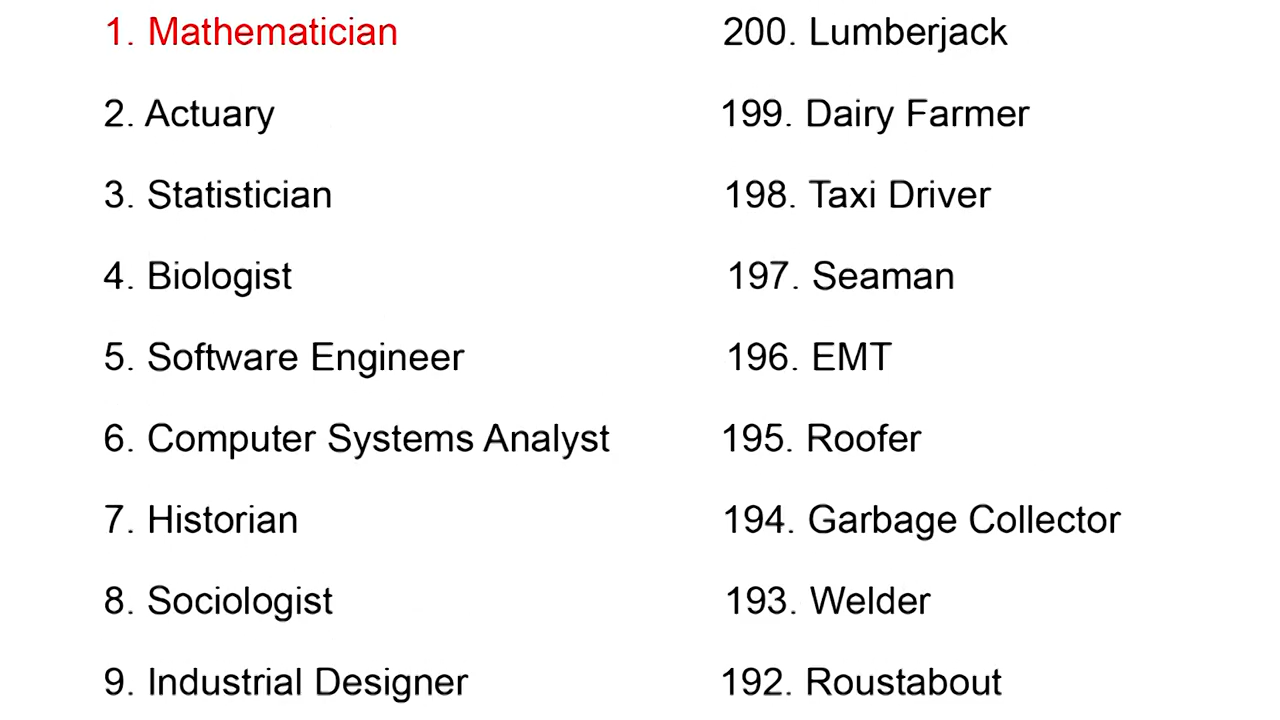 1. Mathematician
2. Actuary
3. Statistician
4. Biologist
5. Software Engineer
6. Computer Systems Analyst
7. Historian
8. Sociologist
9. Industrial Designer
200. Lumberjack
199. Dairy Farmer
198. Taxi Driver
197. Seaman
196. EMT
195. Roofer
194. Garbage Collector
193. Welder
192. Roustabout